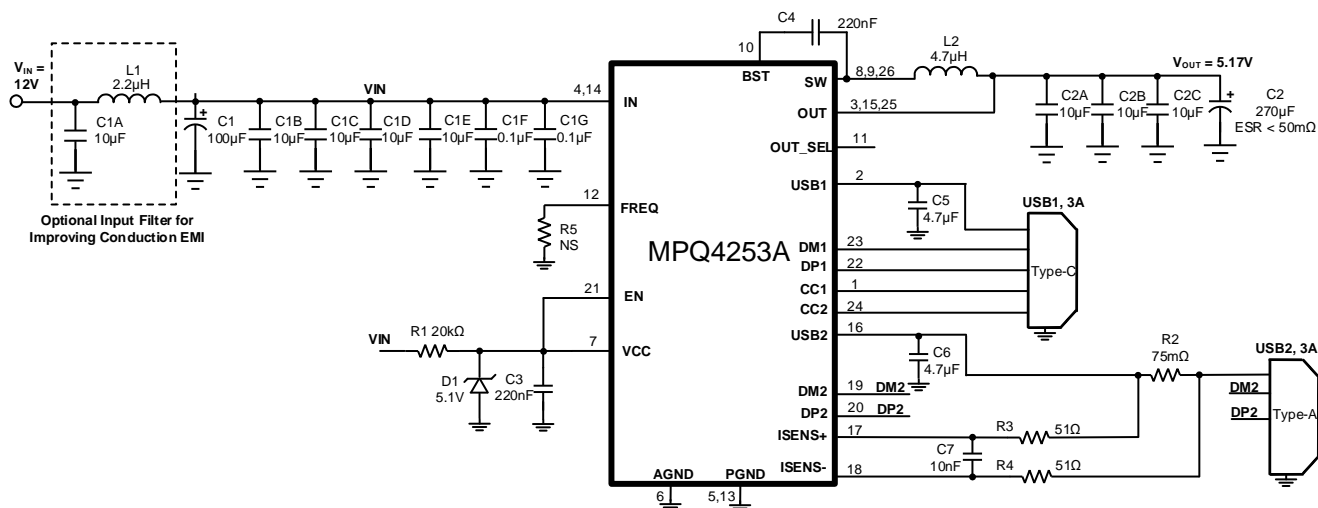 C4
220nF
10
BST
L2
4.7µH
SW
8,9,26
VOUT = 5.17V
VIN =
12V
L1
2.2µH
VIN
4,14
IN
OUT
3,15,25
C1A
10µF
C1
100µF
C1B
10µF
C1C
10µF
C1D
10µF
C1E
10µF
C1F
0.1µF
C1G
0.1µF
C2A
10µF
C2B
10µF
C2C
10µF
C2
270µF
ESR < 50mΩ
OUT_SEL
11
Optional Input Filter for
Improving Conduction EMI
12
FREQ
R5
NS
USB1
2
C5
4.7µF
USB1, 3A
Type-C
MPQ4253A
DM1
23
DP1
22
CC1
1
CC2
24
21
EN
USB2
16
VIN
R1 20kΩ
7
VCC
D1
5.1V
C3
220nF
C6
4.7µF
R2
75mΩ
USB2, 3A
Type-A
DM2
DP2
DM2
19
DM2
DP2
20
DP2
ISENS+
17
R3
51Ω
C7
10nF
ISENS-
18
R4
51Ω
AGND
6
PGND
5,13